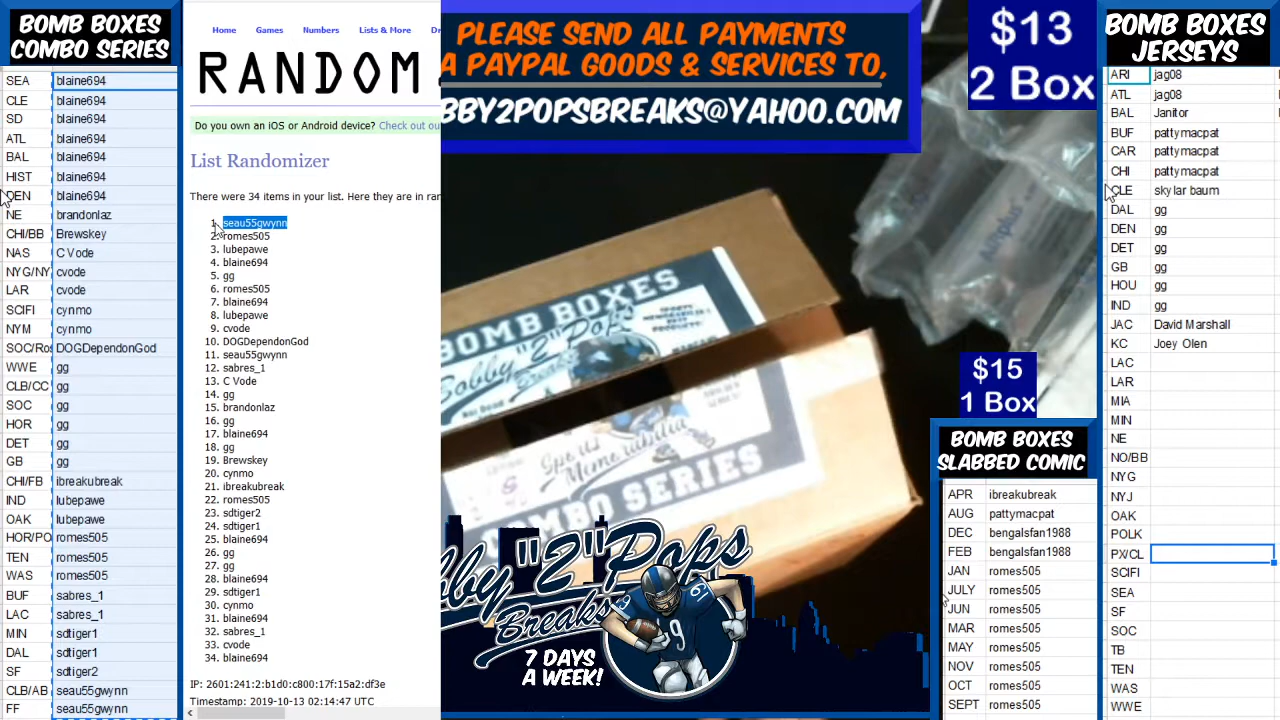 BOMB BOXES
COMBO SERIES
SEA blaine694
CLE blaine694
SD blaine694
ATL blaine694
BAL blaine694
HIST blaine694
DEN blaine694
NE brandonlaz
CHI/BB Brewskey
NAS C Vode
NYG/NY cvode
LAR cvode
SCIFI cynmo
NYM cynmo
SOC/Ros DOGDependonGod
WWE gg
CLB/CC gg
SOC gg
HOR gg
DET gg
GB gg
CHI/FB ibreakubreak
IND lubepawe
OAK lubepawe
HOR/PO romes505
TEN romes505
WAS romes505
BUF sabres_1
LAC sabres_1
MIN sdtiger1
DAL sdtiger1
SF sdtiger2
CLB/AB seau55gwynn
FF seau55gwynn
Home Games Numbers Lists & More Dr
RANDOM
Do you own an iOS or Android device? Check out ou
List Randomizer
There were 34 items in your list. Here they are in ran
1. seau55gwynn
2. romes505
3. lubepawe
4. blaine694
5. gg
6. romes505
7. blaine694
8. lubepawe
9. cvode
10. DOGDependonGod
11. seau55gwynn
12. sabres_1
13. C Vode
14. gg
15. brandonlaz
16. gg
17. blaine694
18. gg
19. Brewskey
20. cynmo
21. ibreakubreak
22. romes505
23. sdtiger2
24. sdtiger1
25. blaine694
26. gg
27. gg
28. blaine694
29. sdtiger1
30. cynmo
31. blaine694
32. sabres_1
33. cvode
34. blaine694
IP: 2601:241:2:b1d0:c800:17f:15a2:df3e
Timestamp: 2019-10-13 02:14:47 UTC
PLEASE SEND ALL PAYMENTS
A PAYPAL GOODS & SERVICES TO,
BBY2POPSBREAKS@YAHOO.COM
BOMB BOXES
Bobby "2" Pops
COMBO SERIES
bby "2" Pops
Breaks
9
7 DAYS
A WEEK!
$13
2 Box
$15
1 Box
BOMB BOXES
SLABBED COMIC
APR ibreakubreak
AUG pattymacpat
DEC bengalsfan1988
FEB bengalsfan1988
JAN romes505
JULY romes505
JUN romes505
MAR romes505
MAY romes505
NOV romes505
OCT romes505
SEPT romes505
BOMB BOXES
JERSEYS
ARI jag08
ATL jag08
BAL Janitor
BUF pattymacpat
CAR pattymacpat
CHI pattymacpat
CLE skylar baum
DAL gg
DEN gg
DET gg
GB gg
HOU gg
IND gg
JAC David Marshall
KC Joey Olen
LAC
LAR
MIA
MIN
NE
NO/BB
NYG
NYJ
OAK
POLK
PX/CL
SCIFI
SEA
SF
SOC
TB
TEN
WAS
WWE